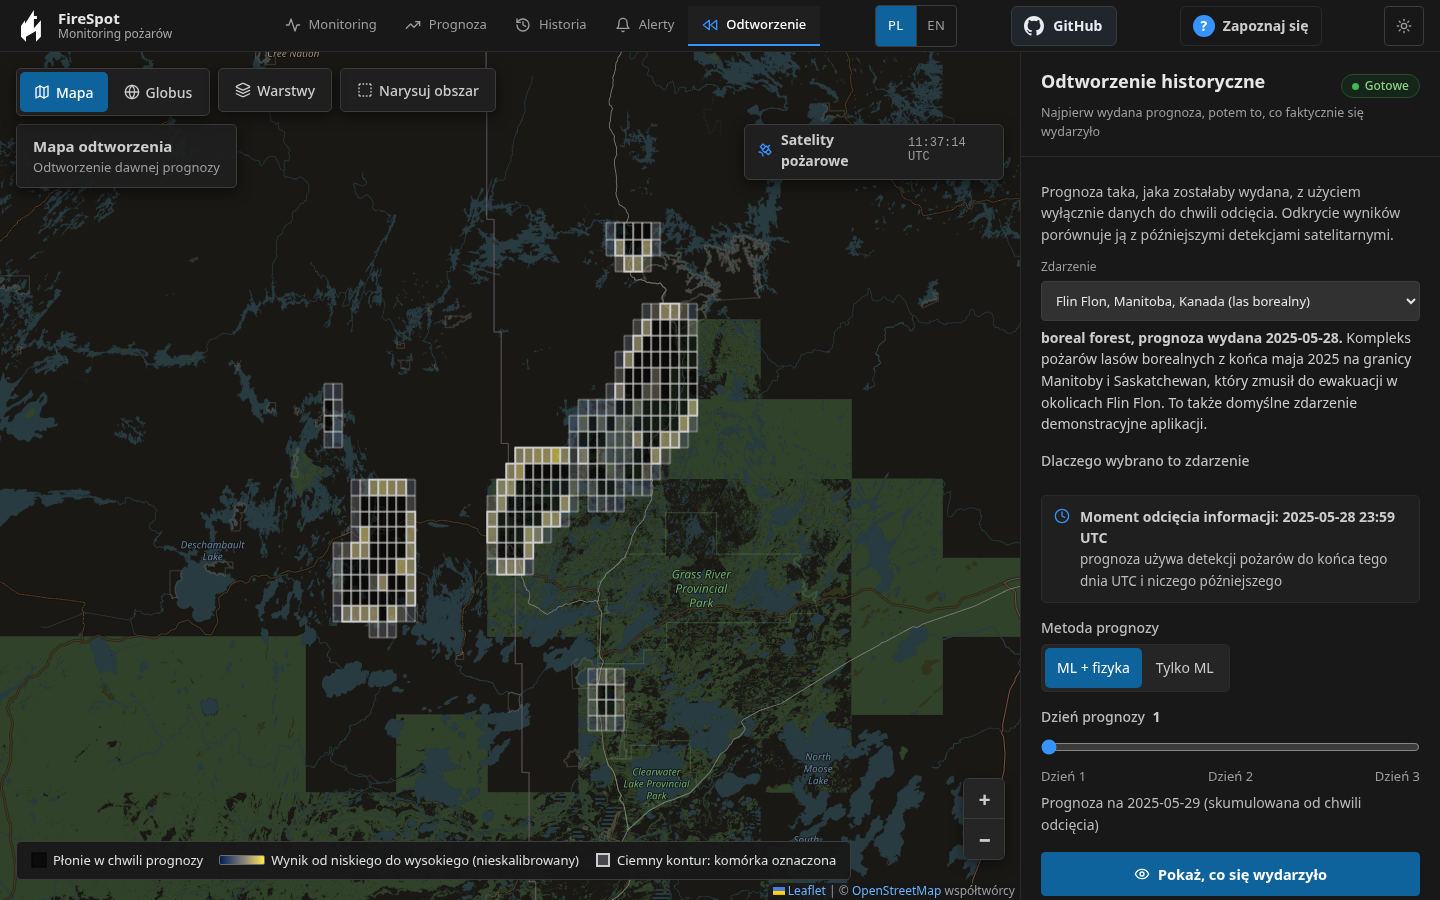 FireSpot
Monitoring pożarów
Monitoring
Prognoza
Historia
Alerty
Odtworzenie
PL
EN
GitHub
? Zapoznaj się
Cree Nation
Mapa
Globus
Warstwy
Narysuj obszar
Mapa odtworzenia
Odtworzenie dawnej prognozy
Satelity
pożarowe
11:37:14
UTC
Deschambault
Lake
Grass River
Provincial
Park
Clearwater
Lake Provincial
Park
North
Moose
Lake
South
+
−
Płonie w chwili prognozy
Wynik od niskiego do wysokiego (nieskalibrowany)
Ciemny kontur: komórka oznaczona
Leaflet | © OpenStreetMap współtwórcy
Odtworzenie historyczne
Gotowe
Najpierw wydana prognoza, potem to, co faktycznie się
wydarzyło
Prognoza taka, jaka zostałaby wydana, z użyciem
wyłącznie danych do chwili odcięcia. Odkrycie wyników
porównuje ją z późniejszymi detekcjami satelitarnymi.
Zdarzenie
Flin Flon, Manitoba, Kanada (las borealny)
boreal forest, prognoza wydana 2025-05-28. Kompleks
pożarów lasów borealnych z końca maja 2025 na granicy
Manitoby i Saskatchewan, który zmusił do ewakuacji w
okolicach Flin Flon. To także domyślne zdarzenie
demonstracyjne aplikacji.
Dlaczego wybrano to zdarzenie
Moment odcięcia informacji: 2025-05-28 23:59
UTC
prognoza używa detekcji pożarów do końca tego
dnia UTC i niczego późniejszego
Metoda prognozy
ML + fizyka
Tylko ML
Dzień prognozy 1
Dzień 1
Dzień 2
Dzień 3
Prognoza na 2025-05-29 (skumulowana od chwili
odcięcia)
Pokaż, co się wydarzyło